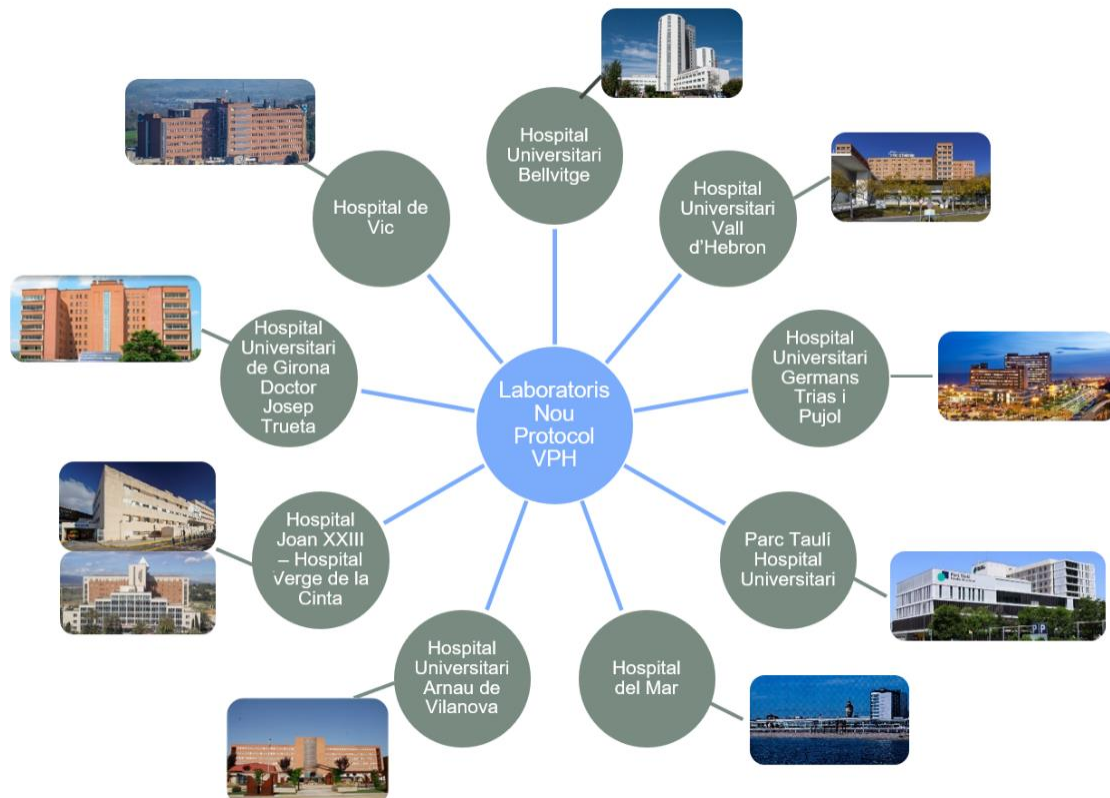 Hospital
Universitari
Bellvitge
Hospital
Universitari
Vall
d'Hebron
Hospital
Universitari
Germans
Trias i
Pujol
Parc Taulí
Hospital
Universitari
Parc Taulí
Hospital
del Mar
Hospital
Universitari
Arnau de
Vilanova
Hospital
Joan XXIII
– Hospital
Verge de la
Cinta
Hospital
Universitari
de Girona
Doctor
Josep
Trueta
Hospital de
Vic
Laboratoris
Nou
Protocol
VPH